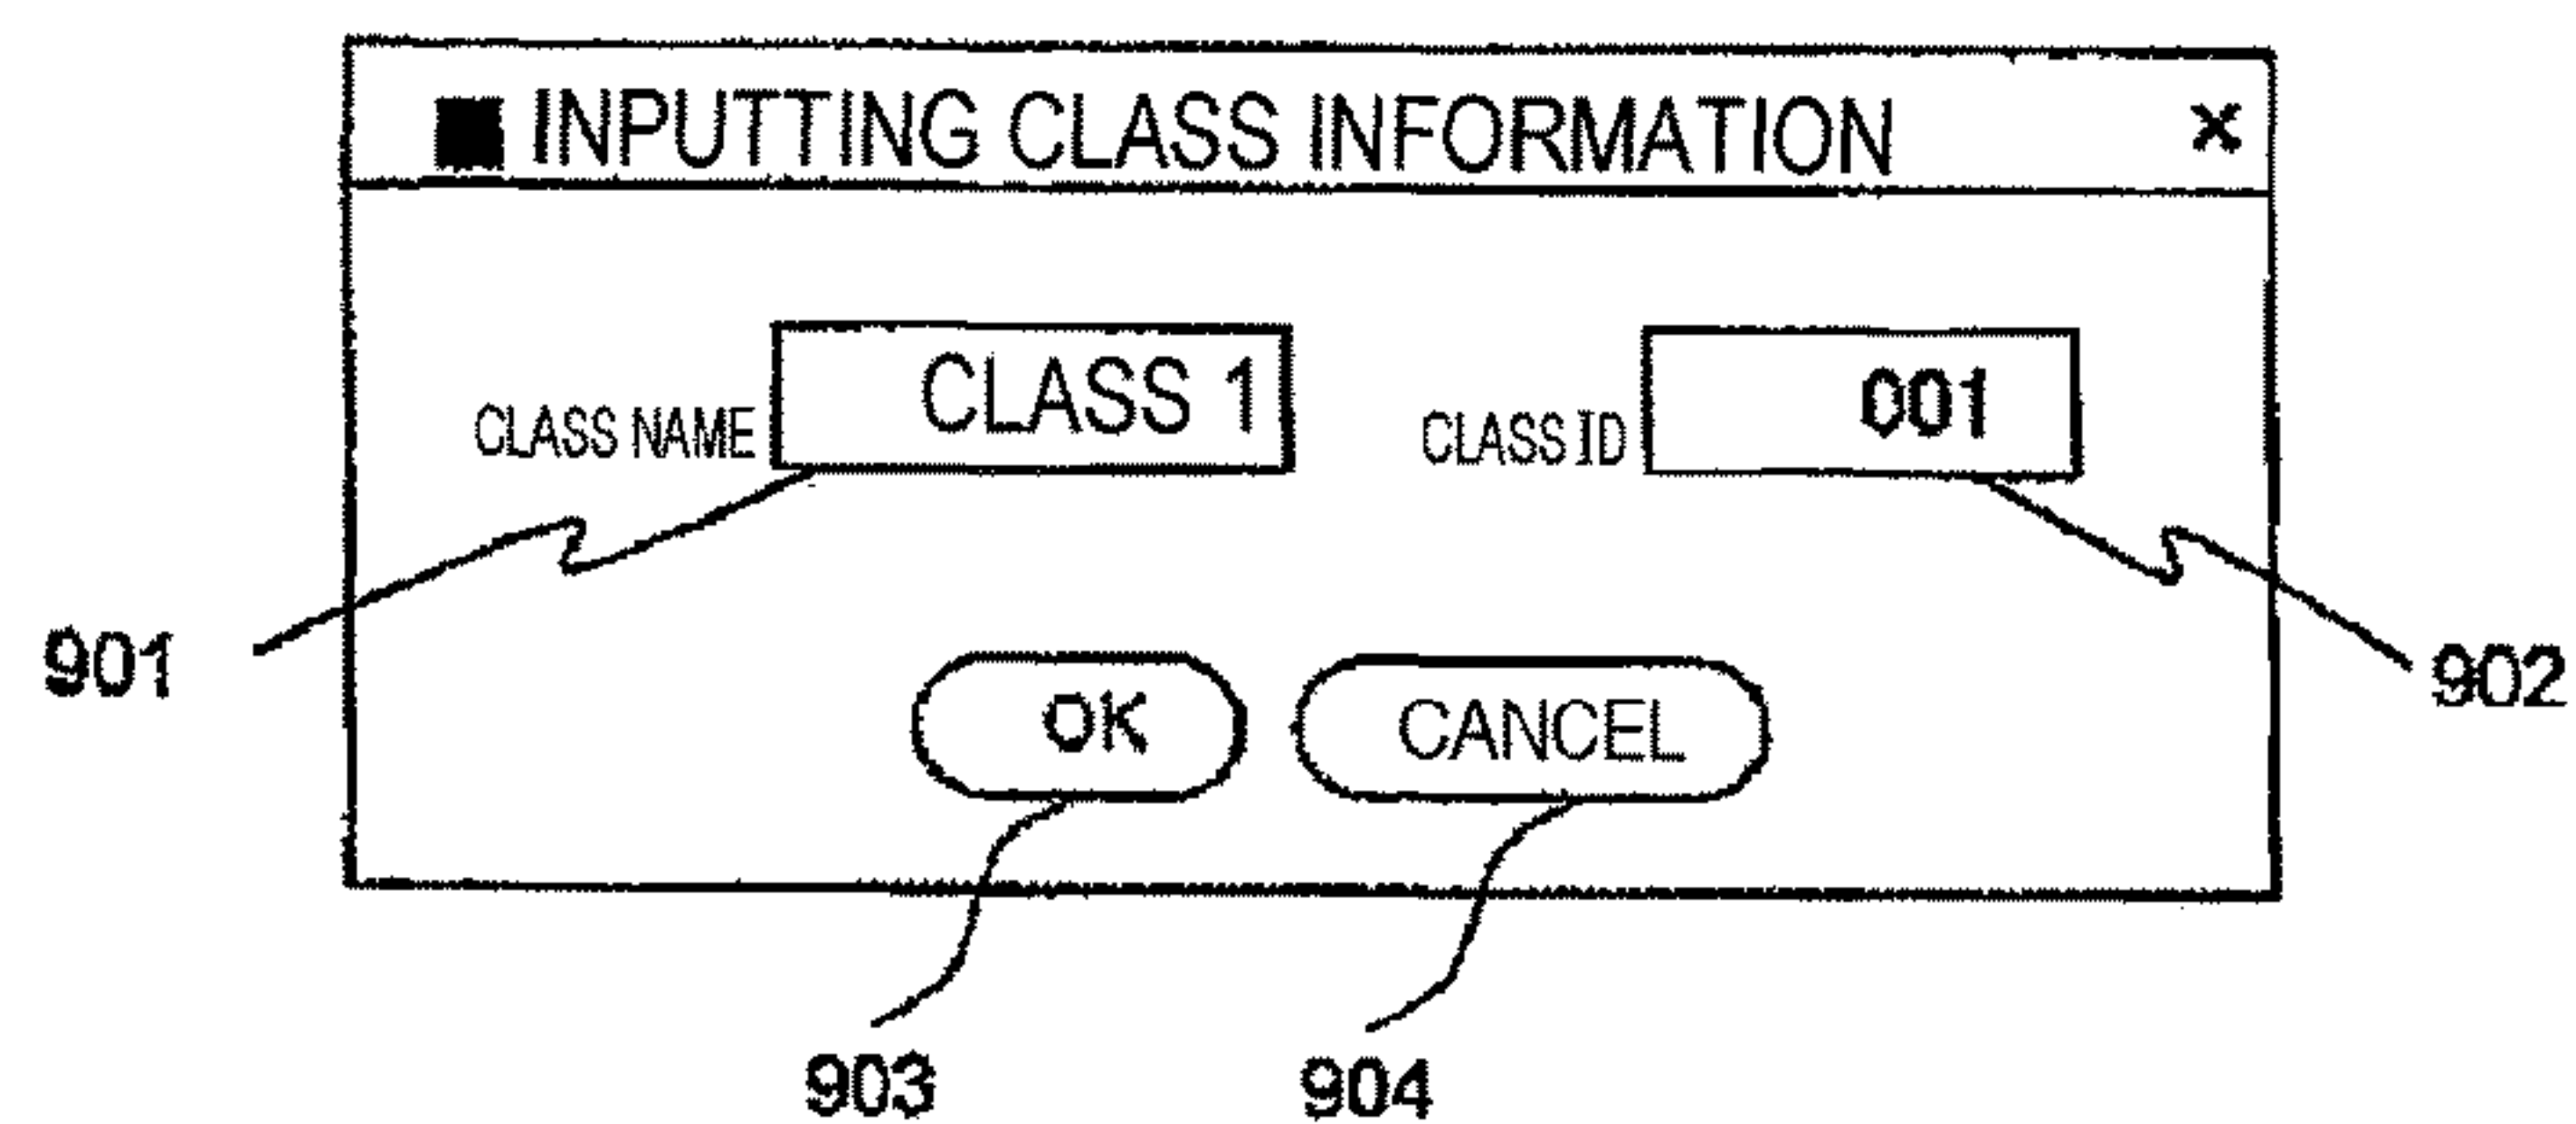 ■ INPUTTING CLASS INFORMATION ×
CLASS NAME CLASS 1 CLASS ID 001
901 902
OK CANCEL
903 904